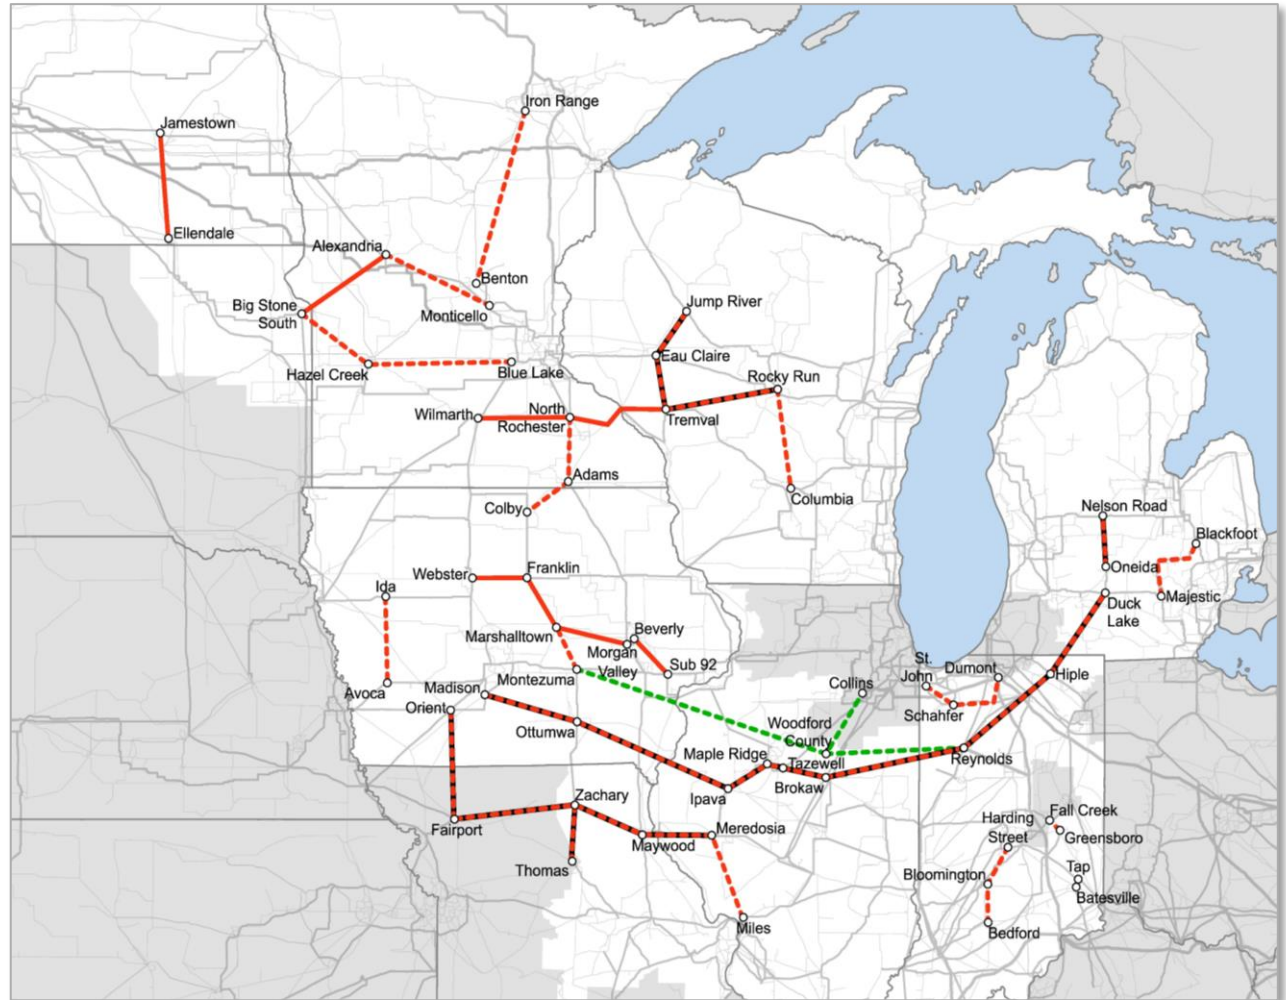 Iron Range
Jamestown
Ellendale
Alexandria
Benton
Big Stone
South
Monticello
Jump River
Eau Claire
Hazel Creek
Blue Lake
Rocky Run
Wilmarth
North
Rochester
Tremval
Adams
Columbia
Colby
Nelson Road
Blackfoot
Webster
Franklin
Oneida
Ida
Majestic
Duck
Lake
Marshalltown
Beverly
Morgan
Valley
Sub 92
St.
John
Dumont
Hiple
Montezuma
Madison
Avoca
Collins
Orient
Schahfer
Ottumwa
Woodford
County
Maple Ridge
Tazewell
Reynolds
Brokaw
Ipava
Zachary
Fairport
Meredosia
Maywood
Harding
Street
Fall Creek
Greensboro
Thomas
Bloomington
Tap
Batesville
Miles
Bedford